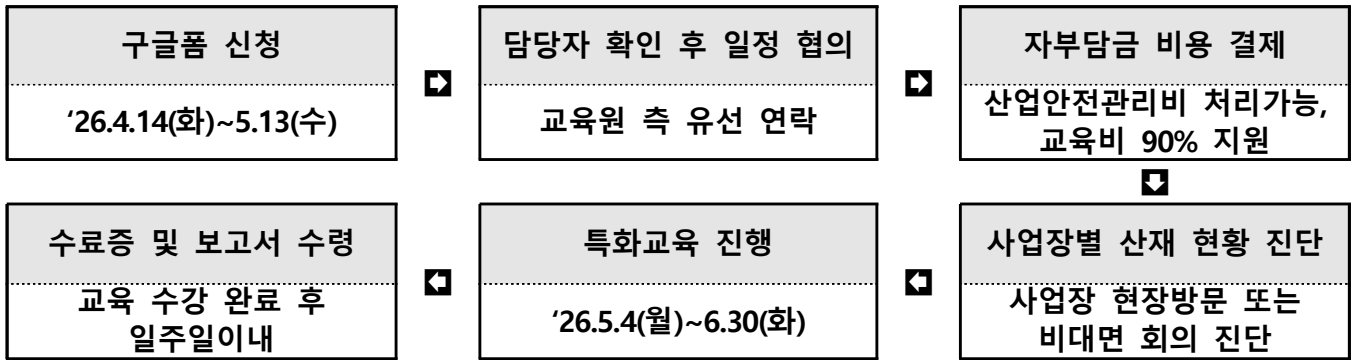 구글폼 신청
‘26.4.14(화)~5.13(수)
담당자 확인 후 일정 협의
교육원 측 유선 연락
자부담금 비용 결제
산업안전관리비 처리가능,
교육비 90% 지원
사업장별 산재 현황 진단
사업장 현장방문 또는
비대면 회의 진단
특화교육 진행
‘26.5.4(월)~6.30(화)
수료증 및 보고서 수령
교육 수강 완료 후
일주일이내